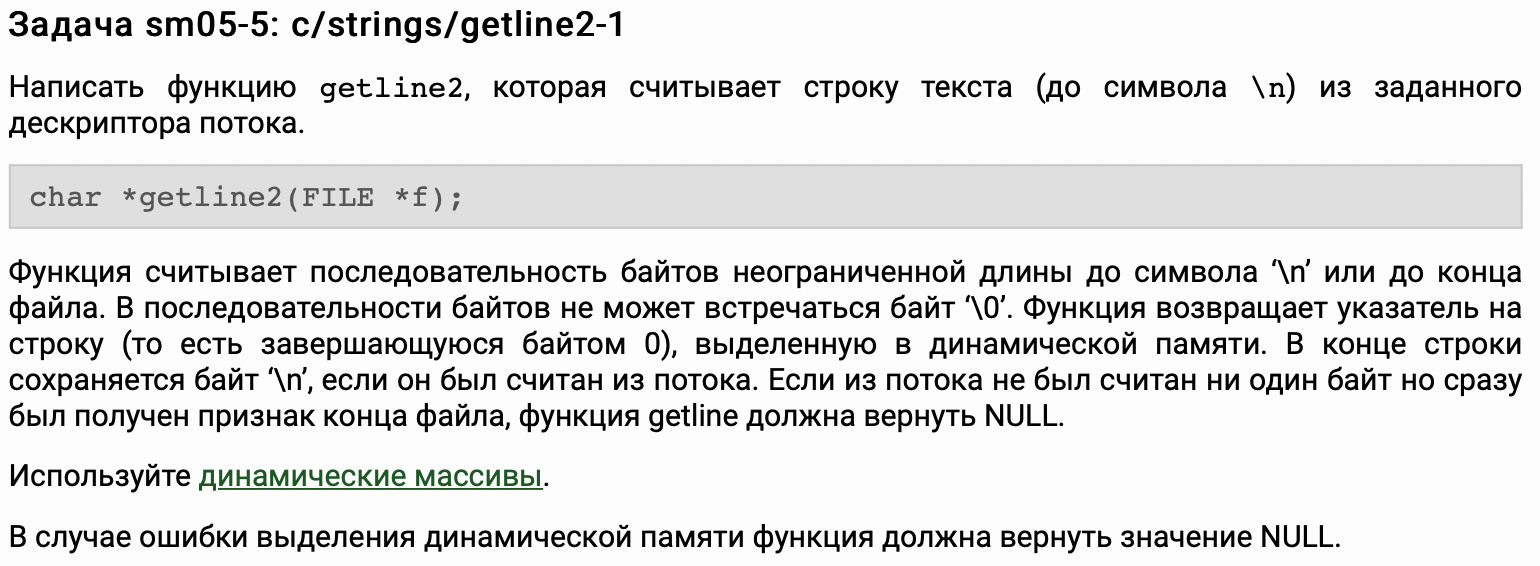 Задача sm05-5: c/strings/getline2-1
Написать функцию getline2, которая считывает строку текста (до символа \n) из заданного
дескриптора потока.
char *getline2(FILE *f);
Функция считывает последовательность байтов неограниченной длины до символа ‘\n’ или до конца
файла. В последовательности байтов не может встречаться байт ‘\0’. Функция возвращает указатель на
строку (то есть завершающуюся байтом 0), выделенную в динамической памяти. В конце строки
сохраняется байт ‘\n’, если он был считан из потока. Если из потока не был считан ни один байт но сразу
был получен признак конца файла, функция getline должна вернуть NULL.
Используйте динамические массивы.
В случае ошибки выделения динамической памяти функция должна вернуть значение NULL.